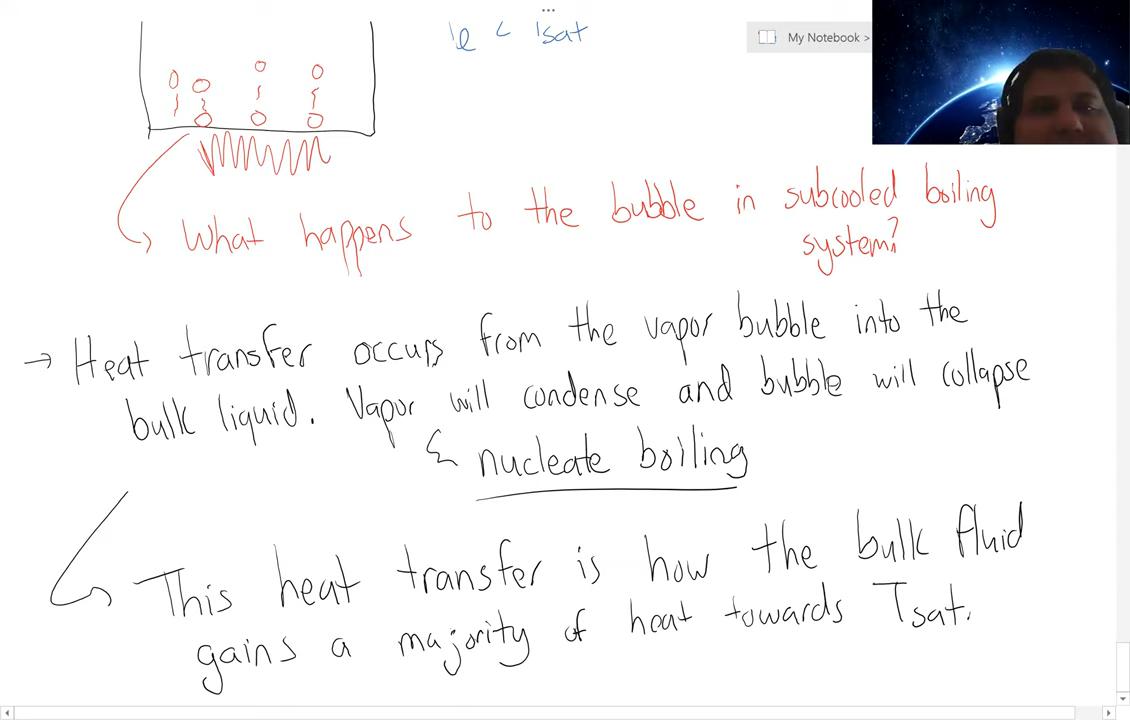 Tℓ < Tsat
My Notebook >
What happens to the bubble in subcooled boiling
system?
→ Heat transfer occurs from the vapor bubble into the
bulk liquid. Vapor will condense and bubble will collapse
& nucleate boiling
This heat transfer is how the bulk fluid
gains a majority of heat towards Tsat.